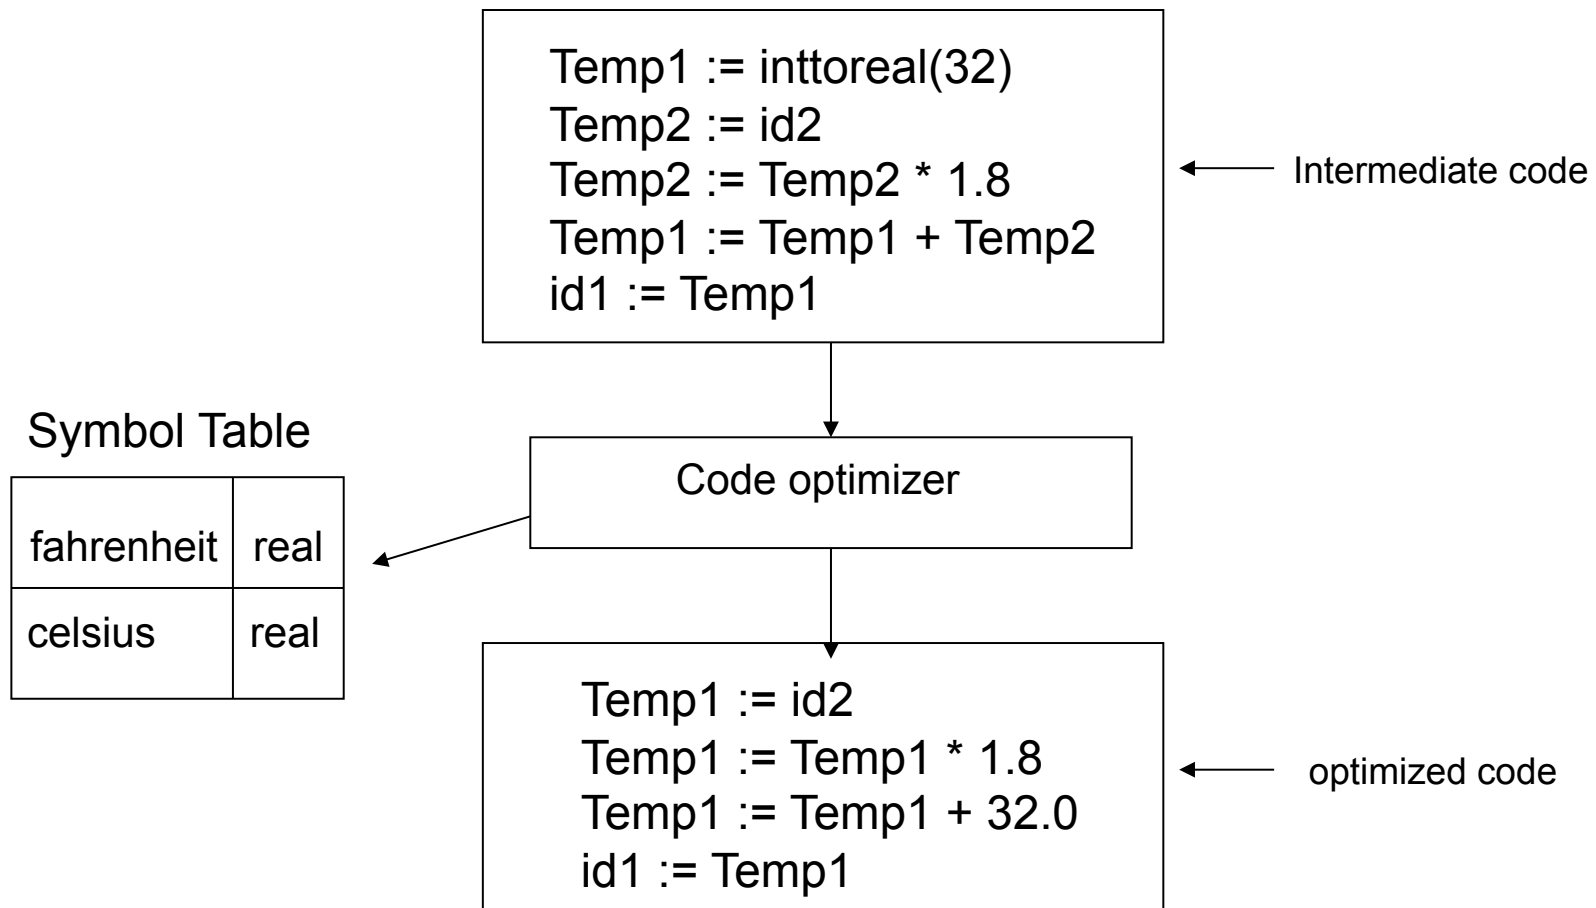 Temp1 := inttoreal(32)
Temp2 := id2
Temp2 := Temp2 * 1.8
Temp1 := Temp1 + Temp2
id1 := Temp1
Intermediate code
Symbol Table
fahrenheit real
celsius real
Code optimizer
Temp1 := id2
Temp1 := Temp1 * 1.8
Temp1 := Temp1 + 32.0
id1 := Temp1
optimized code